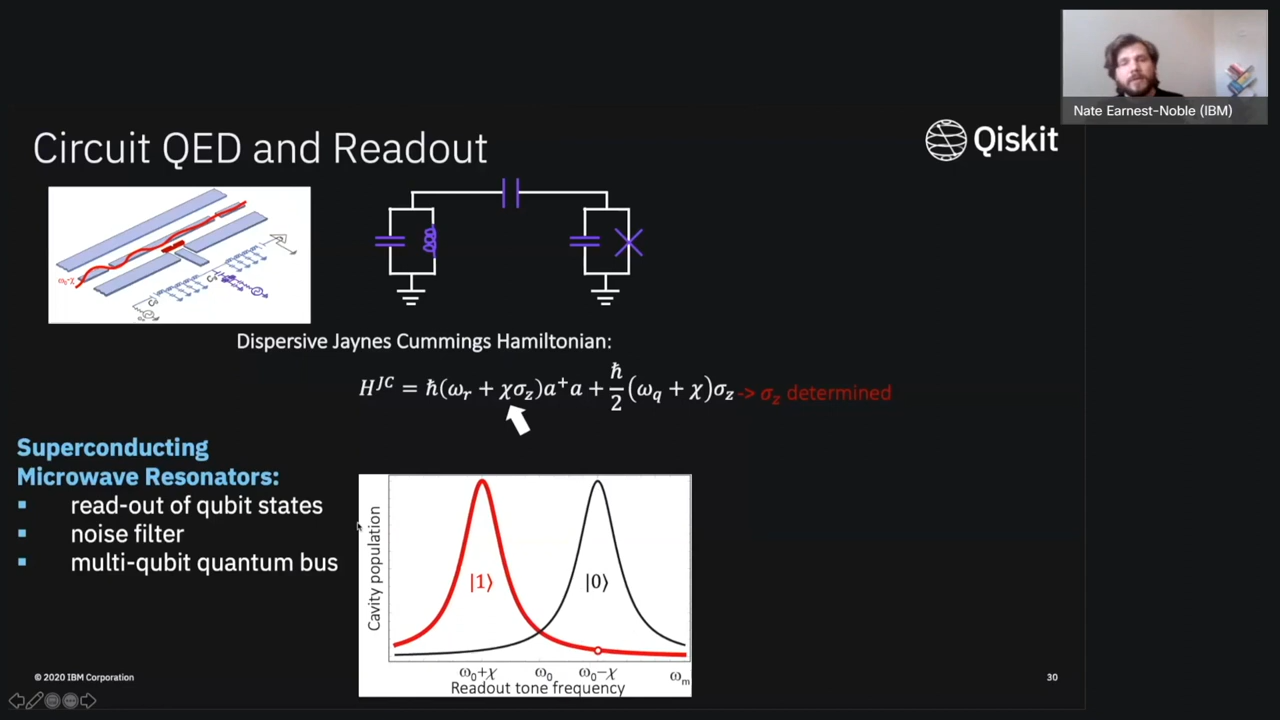 Nate Earnest-Noble (IBM)
Circuit QED and Readout
Qiskit
ω₀-χ
Dispersive Jaynes Cummings Hamiltonian:
H^{JC} = ħ(ω_r + χσ_z)a⁺a + ħ/2 (ω_q + χ)σ_z -> σ_z determined
Superconducting
Microwave Resonators:
▪ read-out of qubit states
▪ noise filter
▪ multi-qubit quantum bus
Cavity population
|1⟩
|0⟩
ω₀+χ ω₀ ω₀-χ ω_m
Readout tone frequency
© 2020 IBM Corporation
30